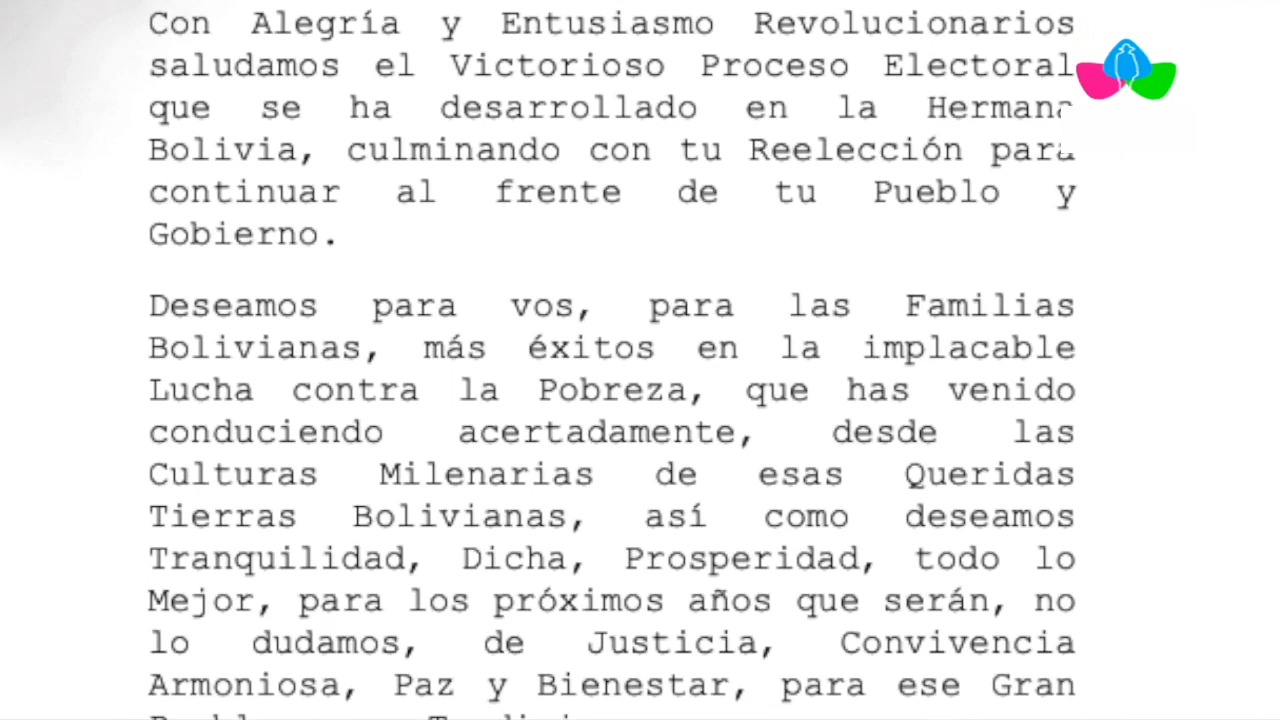 Con Alegría y Entusiasmo Revolucionarios
saludamos el Victorioso Proceso Electoral
que se ha desarrollado en la Hermana
Bolivia, culminando con tu Reelección para
continuar al frente de tu Pueblo y
Gobierno.
Deseamos para vos, para las Familias
Bolivianas, más éxitos en la implacable
Lucha contra la Pobreza, que has venido
conduciendo acertadamente, desde las
Culturas Milenarias de esas Queridas
Tierras Bolivianas, así como deseamos
Tranquilidad, Dicha, Prosperidad, todo lo
Mejor, para los próximos años que serán, no
lo dudamos, de Justicia, Convivencia
Armoniosa, Paz y Bienestar, para ese Gran